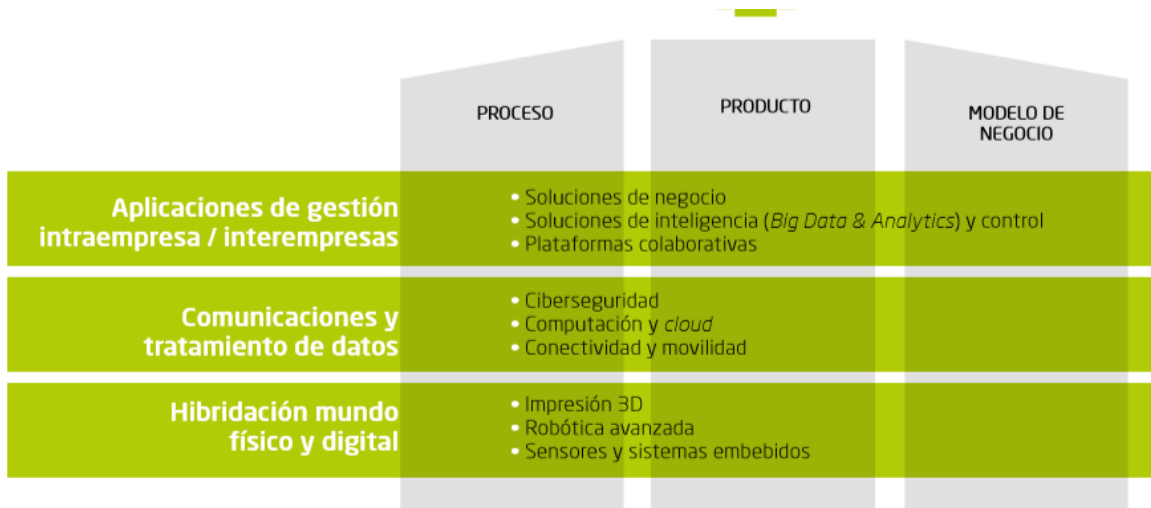 PROCESO
PRODUCTO
MODELO DE
NEGOCIO
Aplicaciones de gestión
intraempresa / interempresas
• Soluciones de negocio
• Soluciones de inteligencia (Big Data & Analytics) y control
• Plataformas colaborativas
Comunicaciones y
tratamiento de datos
• Ciberseguridad
• Computación y cloud
• Conectividad y movilidad
Hibridación mundo
físico y digital
• Impresión 3D
• Robótica avanzada
• Sensores y sistemas embebidos